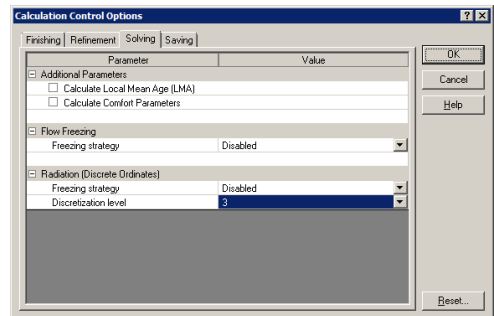 Calculation Control Options
Finishing Refinement Solving Saving
Parameter Value
Additional Parameters
Calculate Local Mean Age (LMA)
Calculate Comfort Parameters
Flow Freezing
Freezing strategy Disabled
Radiation (Discrete Ordinates)
Freezing strategy Disabled
Discretization level 3
OK
Cancel
Help
Reset...